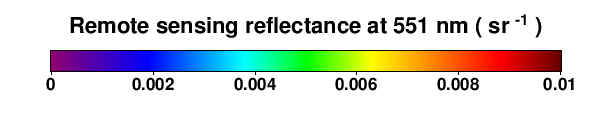 Remote sensing reflectance at 551 nm ( sr ⁻¹ )
0 0.002 0.004 0.006 0.008 0.01